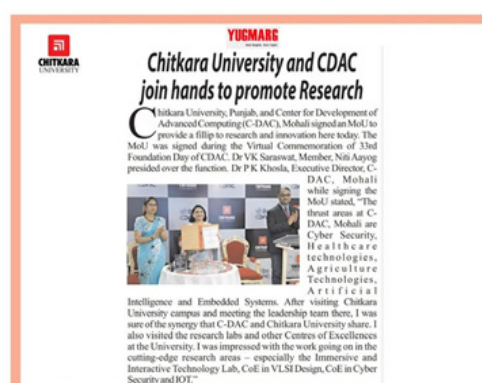 CHITKARA
UNIVERSITY
YUGMARG
Chitkara University and CDAC
join hands to promote Research
Chitkara University, Punjab, and Center for Development of
Advanced Computing (C-DAC), Mohali signed an MoU to
provide a fillip to research and innovation here today. The
MoU was signed during the Virtual Commemoration of 33rd
Foundation Day of CDAC. Dr VK Saraswat, Member, Niti Aayog
presided over the function. Dr P K Khosla, Executive Director, C-
DAC, Mohali
while signing the
MoU stated, "The
thrust areas at C-
DAC, Mohali are
Cyber Security,
Healthcare
technologies,
Agriculture
Technologies,
Artificial
Intelligence and Embedded Systems. After visiting Chitkara
University campus and meeting the leadership team there, I was
sure of the synergy that C-DAC and Chitkara University share. I
also visited the research labs and other Centres of Excellences
at the University. I was impressed with the work going on in the
cutting-edge research areas – especially the Immersive and
Interactive Technology Lab, CoE in VLSI Design, CoE in Cyber
Security and IOT."